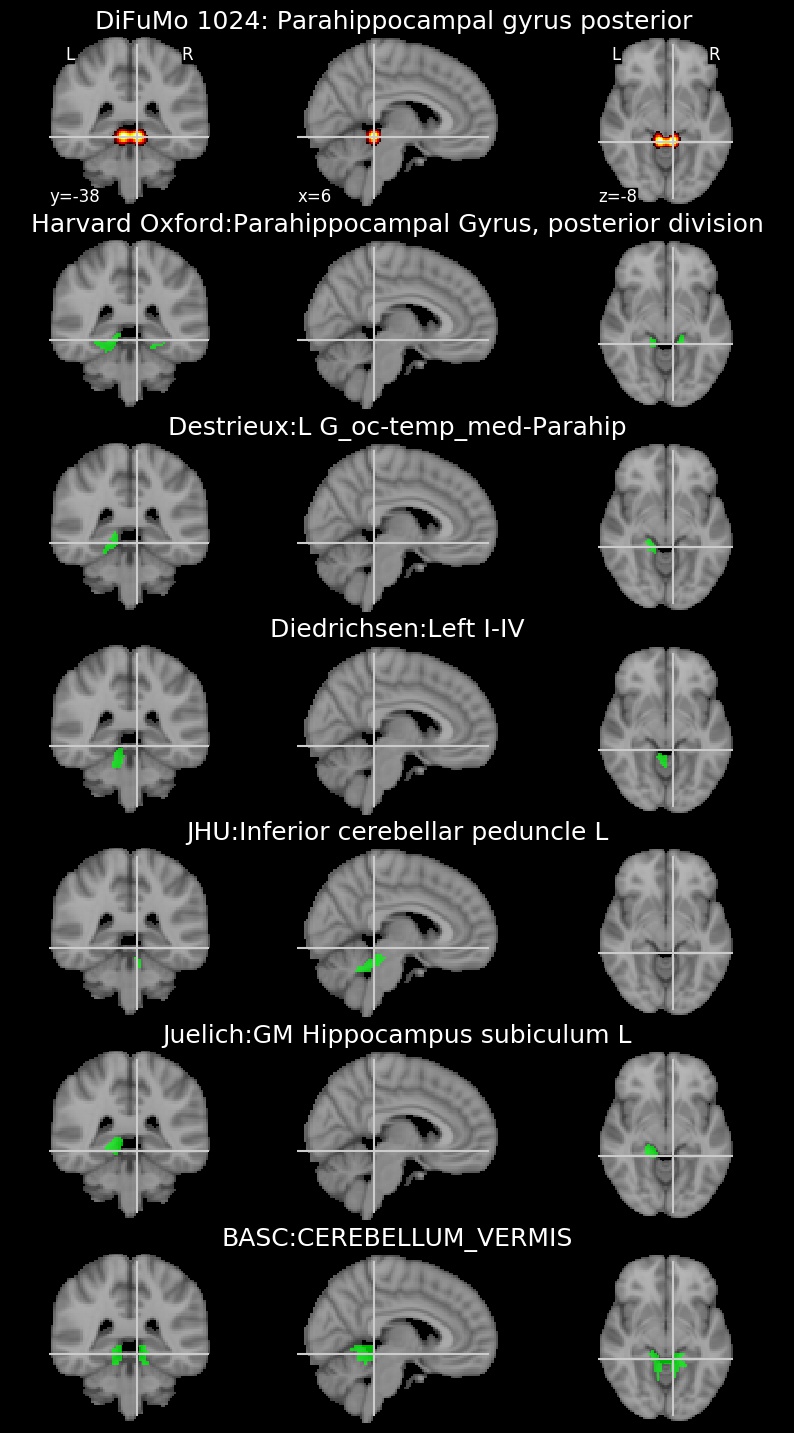 DiFuMo 1024: Parahippocampal gyrus posterior
L R L R
y=-38 x=6 z=-8
Harvard Oxford:Parahippocampal Gyrus, posterior division
Destrieux:L G_oc-temp_med-Parahip
Diedrichsen:Left I-IV
JHU:Inferior cerebellar peduncle L
Juelich:GM Hippocampus subiculum L
BASC:CEREBELLUM_VERMIS